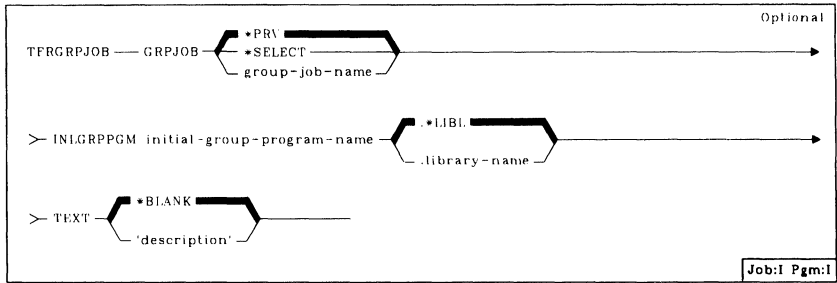 Optional
*PRV
TFRGRPJOB GRPJOB *SELECT
group-job-name
.*LIBL
INLGRPPGM initial-group-program-name
.library-name
*BLANK
TEXT
'description'
Job:I Pgm:I